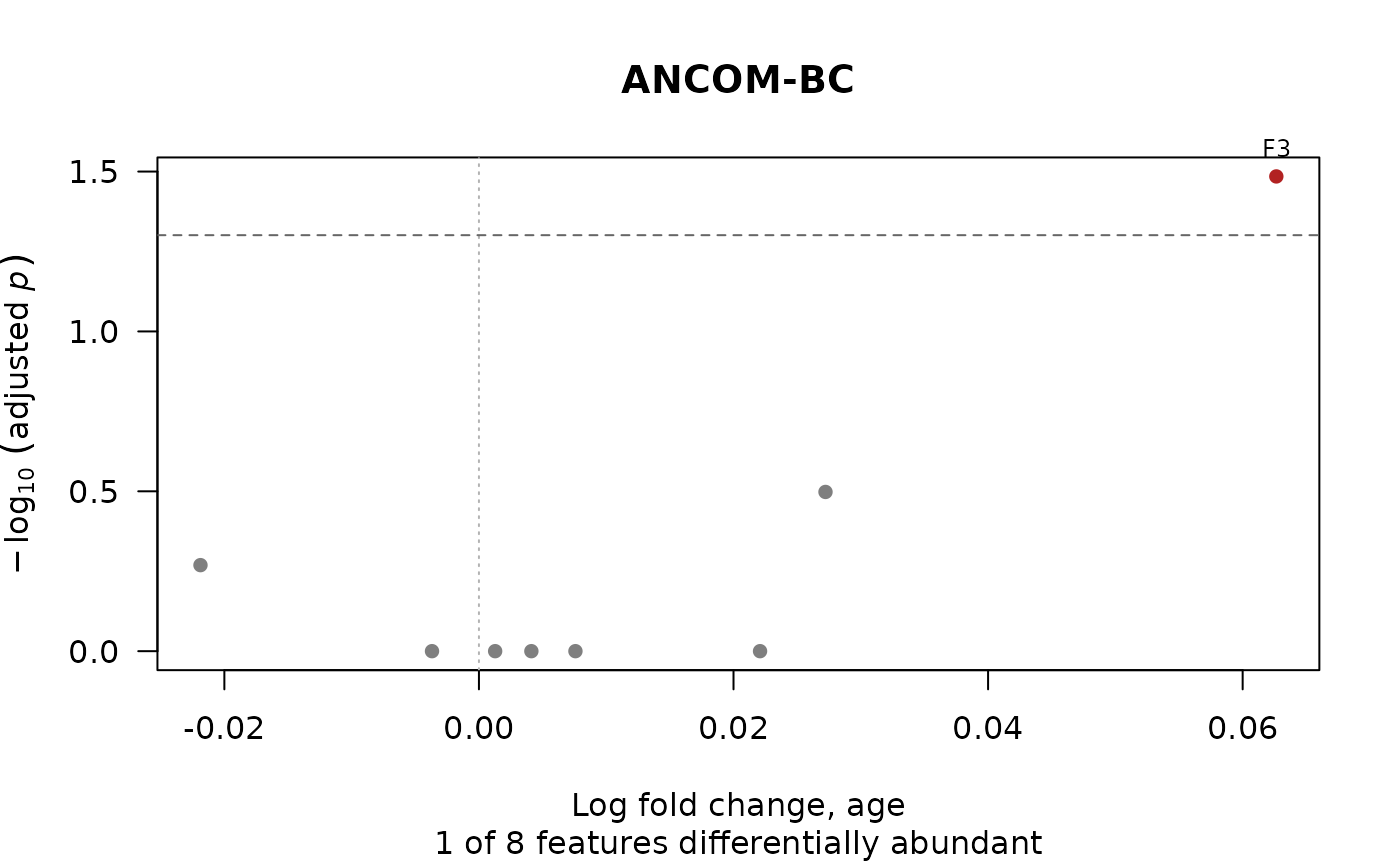 ANCOM-BC
F3
1.5
1.0
0.5
0.0
−log10 (adjusted p)
-0.02
0.00
0.02
0.04
0.06
Log fold change, age
1 of 8 features differentially abundant